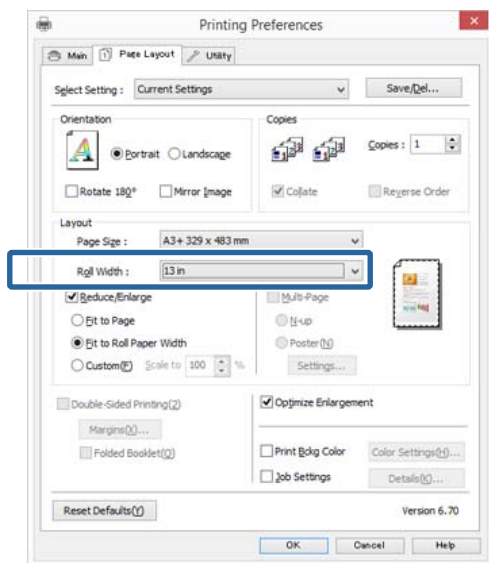 Printing Preferences
Main
Page Layout
Utility
Select Setting : Current Settings Save/Del...
Orientation
Portrait Landscape
Rotate 180° Mirror Image
Copies
Copies : 1
Collate Reverse Order
Layout
Page Size : A3+ 329 x 483 mm
Roll Width : 13 in
Reduce/Enlarge
Fit to Page
Fit to Roll Paper Width
Custom(F) Scale to 100 %
Multi-Page
N-up
Poster(N)
Settings...
Double-Sided Printing(2)
Margins(X)...
Folded Booklet(Q)
Optimize Enlargement
Print Bckg Color Color Settings(H)...
Job Settings Details(K)...
Reset Defaults(Y) Version 6.70
OK Cancel Help